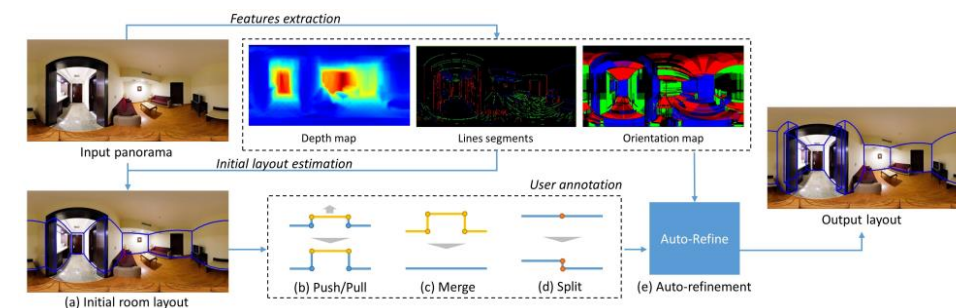 Features extraction
Depth map
Lines segments
Orientation map
Input panorama
Initial layout estimation
User annotation
Output layout
Auto-Refine
(b) Push/Pull
(c) Merge
(d) Split
(e) Auto-refinement
(a) Initial room layout